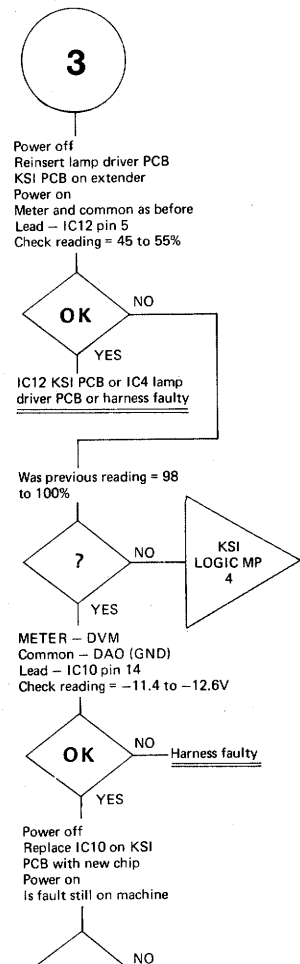 3
Power off
Reinsert lamp driver PCB
KSI PCB on extender
Power on
Meter and common as before
Lead – IC12 pin 5
Check reading = 45 to 55%
OK
NO
YES
IC12 KSI PCB or IC4 lamp
driver PCB or harness faulty
Was previous reading = 98
to 100%
?
NO
KSI
LOGIC MP
4
YES
METER – DVM
Common – DAO (GND)
Lead – IC10 pin 14
Check reading = –11.4 to –12.6V
OK
NO
Harness faulty
YES
Power off
Replace IC10 on KSI
PCB with new chip
Power on
Is fault still on machine
NO